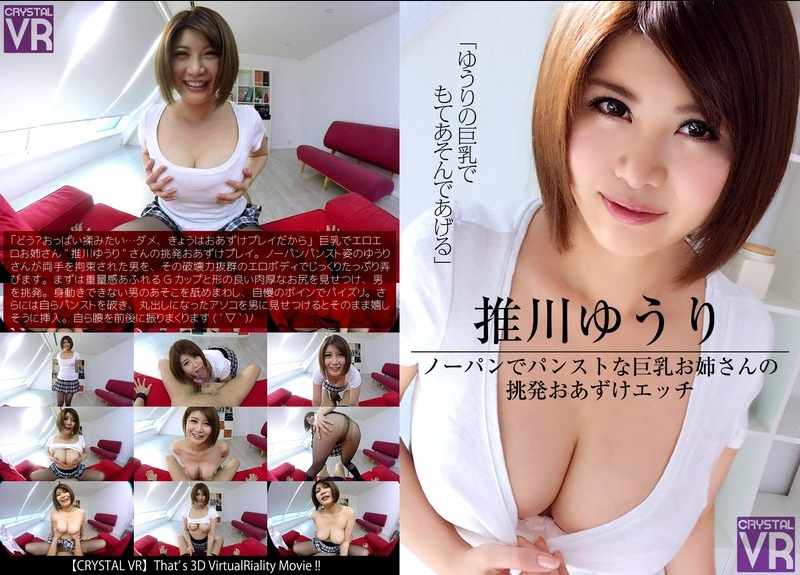 CRYSTAL
VR
「どう?おっぱい揉みたい…ダメ、きょうはおあずけプレイだから」巨乳でエロエ
ロお姉さん"推川ゆうり"さんの挑発おあずけプレイ。ノーパンパンスト姿のゆうり
さんが両手を拘束された男を、その破壊力抜群のエロボディでじっくりたっぷり弄
びます。まずは重量感あふれるGカップと形の良い肉厚なお尻を見せつけ、男
を挑発。身動きできない男のあそこを舐めまわし、自慢のボインでパイズリ。さ
らには自らパンストを破き、丸出しになったアソコを男に見せつけるとそのまま嬉し
そうに挿入。自ら腰を前後に振りまくります(´▽`)ノ
【CRYSTAL VR】That's 3D VirtualRiality Movie !!
「ゆうりの巨乳で
もてあそんであげる」
推川ゆうり
ノーパンでパンストな巨乳お姉さんの
挑発おあずけエッチ
CRYSTAL
VR